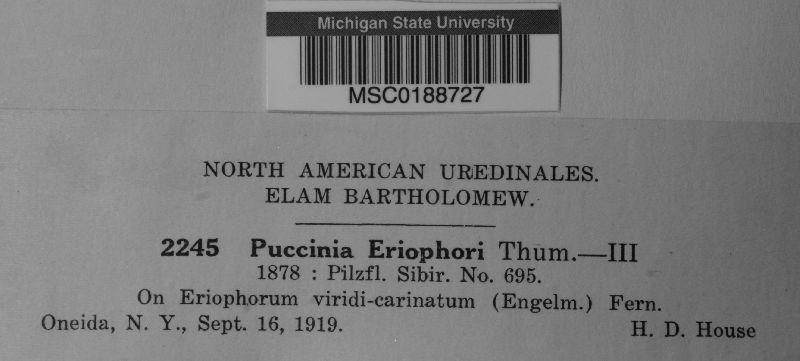 Michigan State University
MSC0188727
NORTH AMERICAN UREDINALES.
ELAM BARTHOLOMEW.
2245 Puccinia Eriophori Thum.—III
1878 : Pilzfl. Sibir. No. 695.
On Eriophorum viridi-carinatum (Engelm.) Fern.
Oneida, N. Y., Sept. 16, 1919. H. D. House